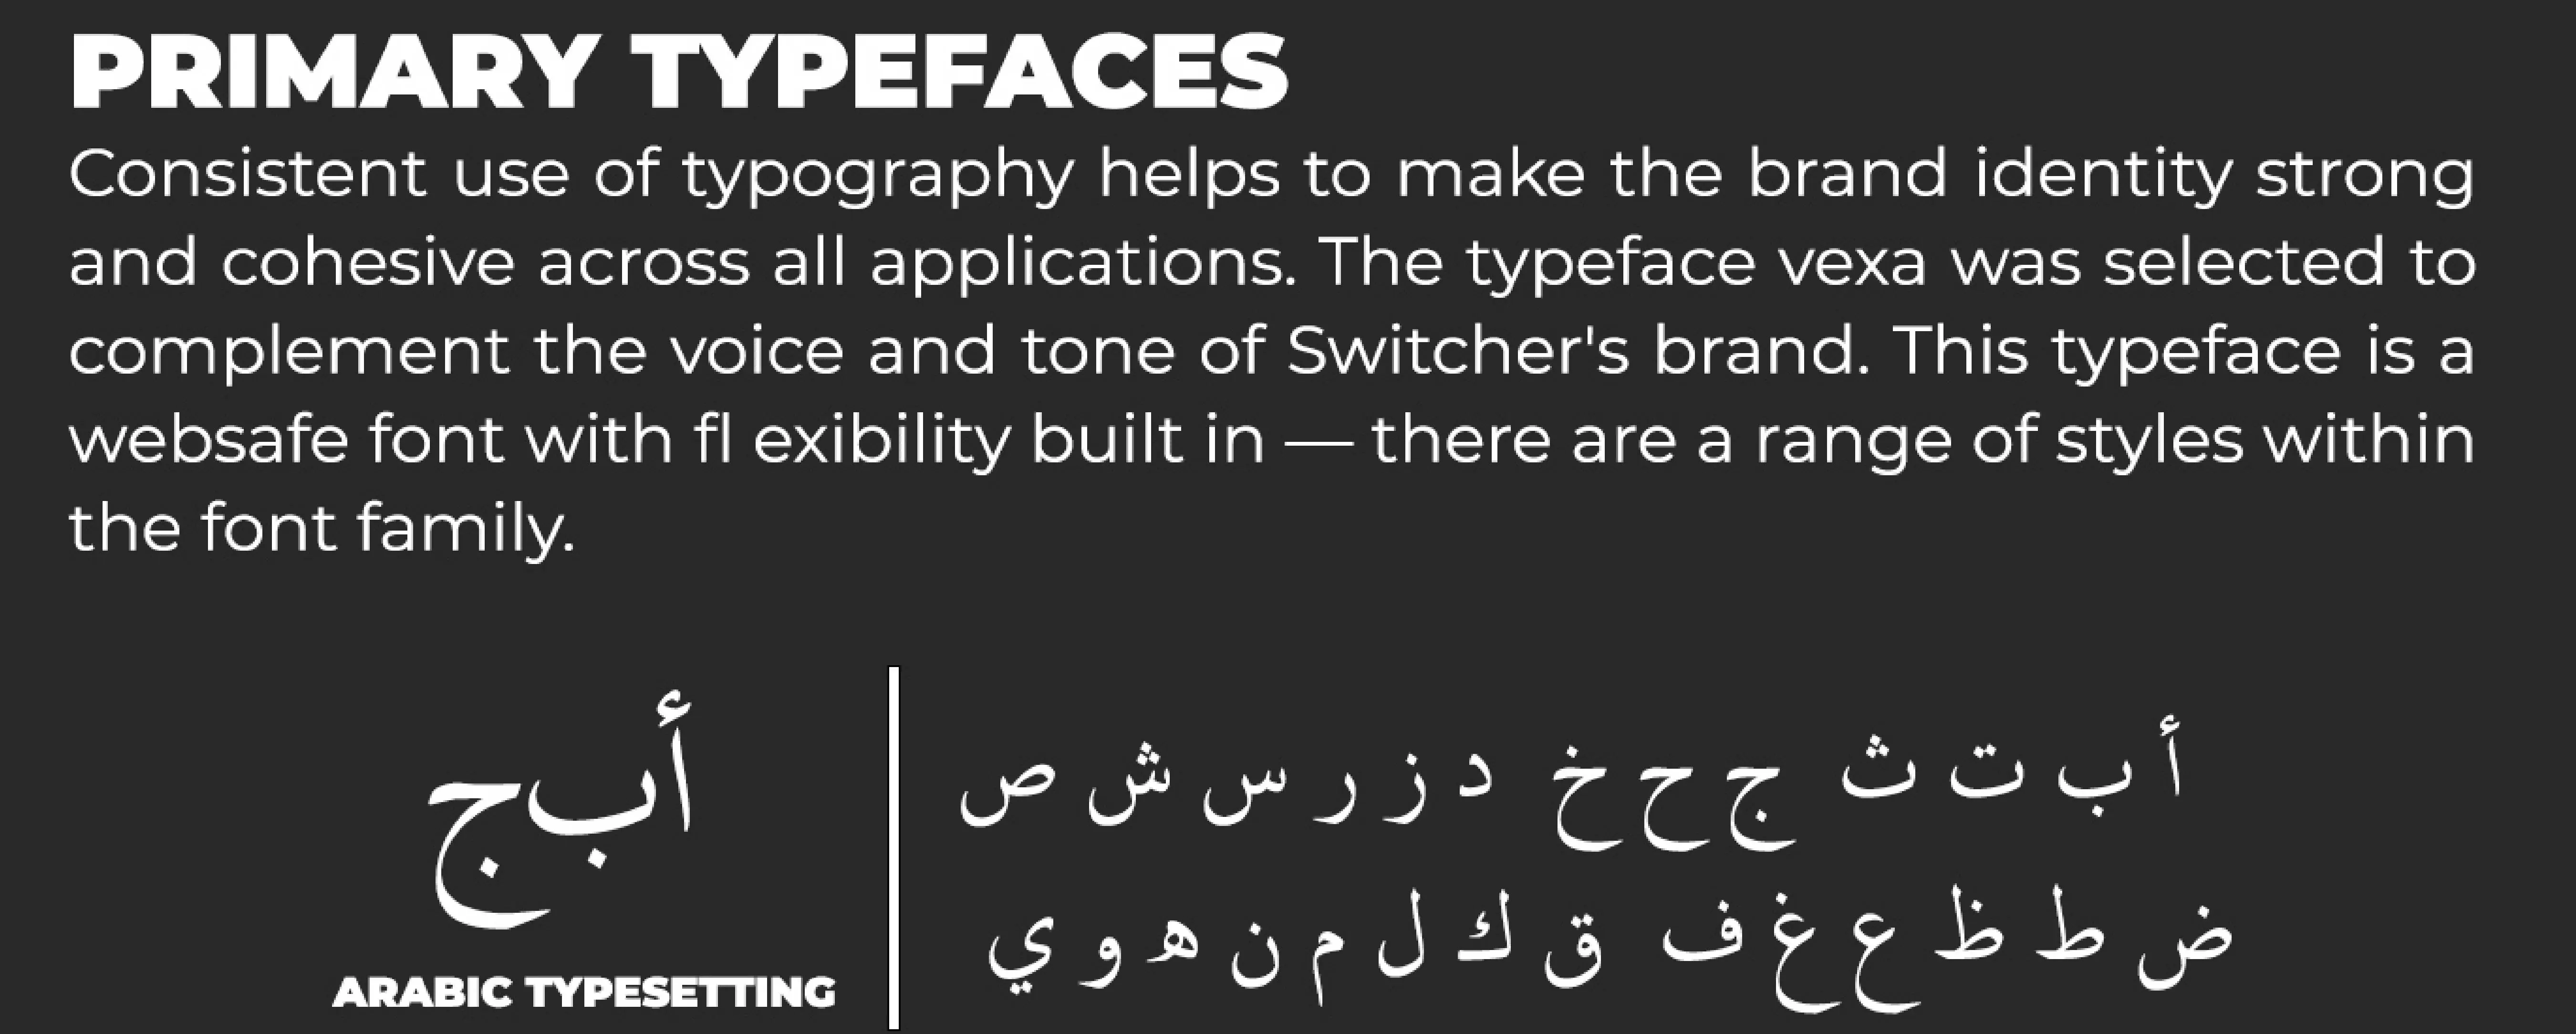 PRIMARY TYPEFACES
Consistent use of typography helps to make the brand identity strong
and cohesive across all applications. The typeface vexa was selected to
complement the voice and tone of Switcher's brand. This typeface is a
websafe font with fl exibility built in — there are a range of styles within
the font family.
أب‌ج
ARABIC TYPESETTING
أ ب ت ث ج ح خ د ز ر س ش ص
ض ط ظ ع غ ف ق ك ل م ن ه و ي